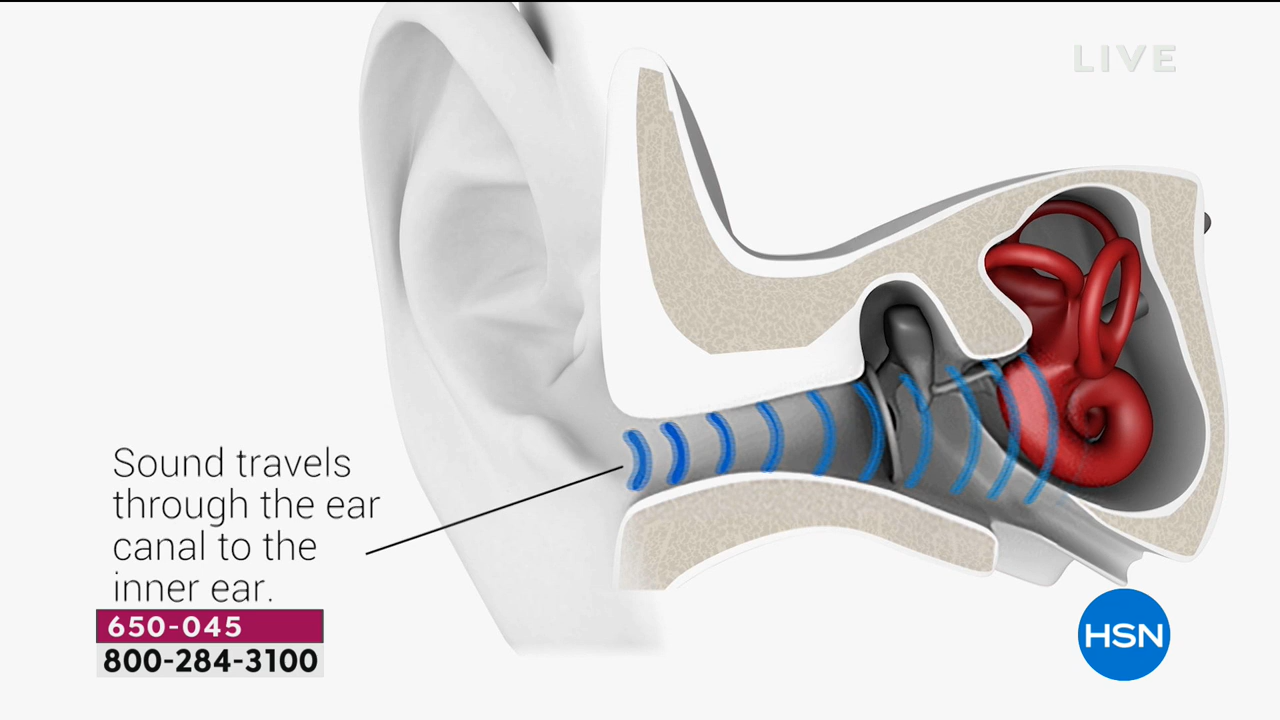 LIVE
Sound travels
through the ear
canal to the
inner ear.
650-045
800-284-3100
HSN